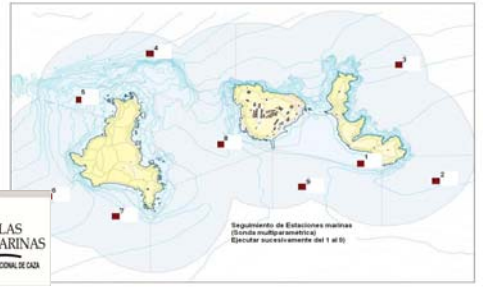 4
3
5
8
1
2
6
7
9
Seguimiento de Estaciones marinas
(Sonda multiparamétrica)
Ejecutar sucesivamente del 1 al 9)
LAS
ARINAS
CIONAL DE CAZA